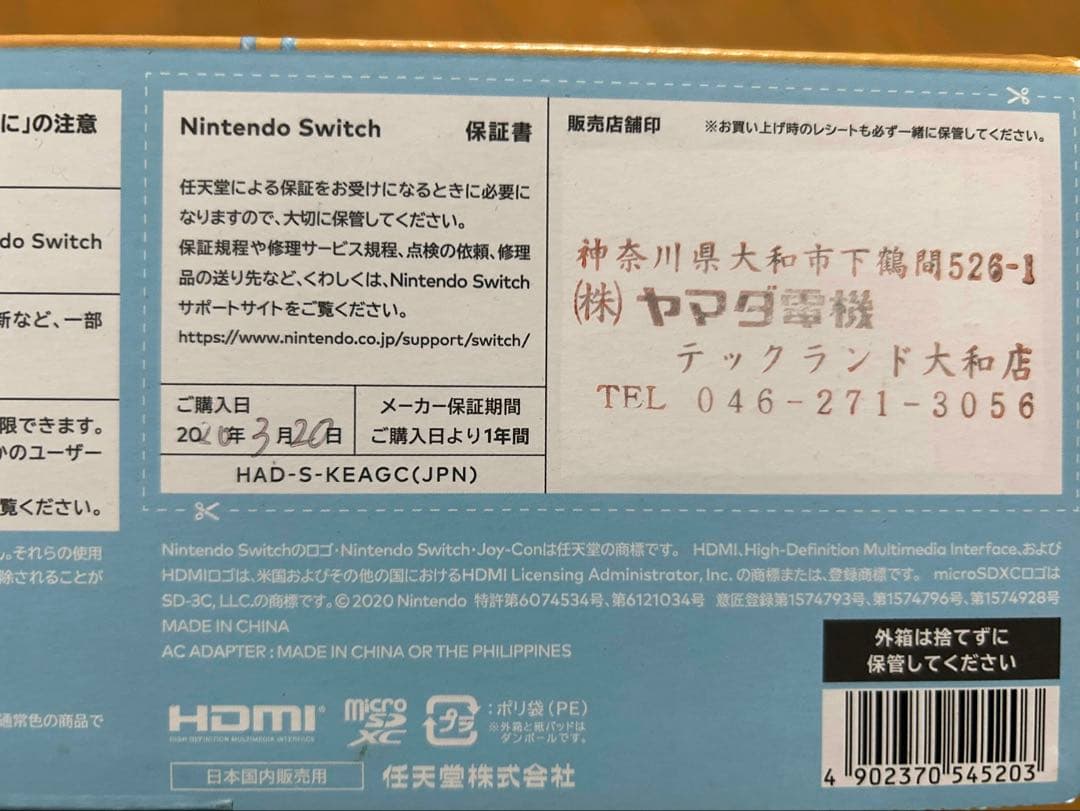 に」の注意
do Switch
新など、一部
限できます。
かのユーザー
覧ください。
それらの使用
除されることが
通常色の商品で
Nintendo Switch 保証書
任天堂による保証をお受けになるときに必要に
なりますので、大切に保管してください。
保証規程や修理サービス規程、点検の依頼、修理
品の送り先など、くわしくは、Nintendo Switch
サポートサイトをご覧ください。
https://www.nintendo.co.jp/support/switch/
ご購入日
2020年3月20日
メーカー保証期間
ご購入日より1年間
HAD-S-KEAGC(JPN)
販売店舗印 ※お買い上げ時のレシートも必ず一緒に保管してください。
神奈川県大和市下鶴間526-1
(株)ヤマダ電機
テックランド大和店
TEL 046-271-3056
Nintendo Switchのロゴ・Nintendo Switch・Joy-Conは任天堂の商標です。 HDMI、High-Definition Multimedia Interface、および
HDMIロゴは、米国およびその他の国におけるHDMI Licensing Administrator, Inc. の商標または、登録商標です。 microSDXCロゴは
SD-3C, LLC.の商標です。© 2020 Nintendo 特許第6074534号、第6121034号 意匠登録第1574793号、第1574796号、第1574928号
MADE IN CHINA
AC ADAPTER : MADE IN CHINA OR THE PHILIPPINES
外箱は捨てずに
保管してください
HDMI®
HIGH-DEFINITION MULTIMEDIA INTERFACE
micro
SD
XC
プラ
:ポリ袋(PE)
※外箱と紙パッドは
ダンボールです。
日本国内販売用
任天堂株式会社
4 902370 545203